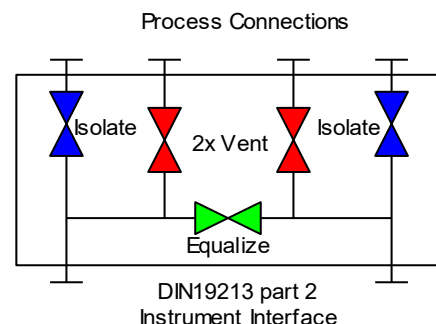 Process Connections
Isolate
2x Vent
Isolate
Equalize
DIN19213 part 2
Instrument Interface